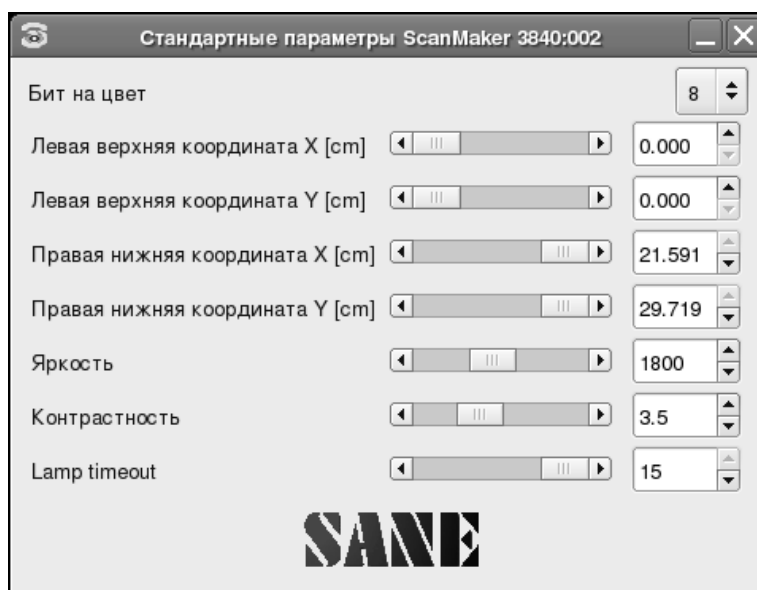 Стандартные параметры ScanMaker 3840:002
Бит на цвет 8
Левая верхняя координата X [cm] 0.000
Левая верхняя координата Y [cm] 0.000
Правая нижняя координата X [cm] 21.591
Правая нижняя координата Y [cm] 29.719
Яркость 1800
Контрастность 3.5
Lamp timeout 15
SANE